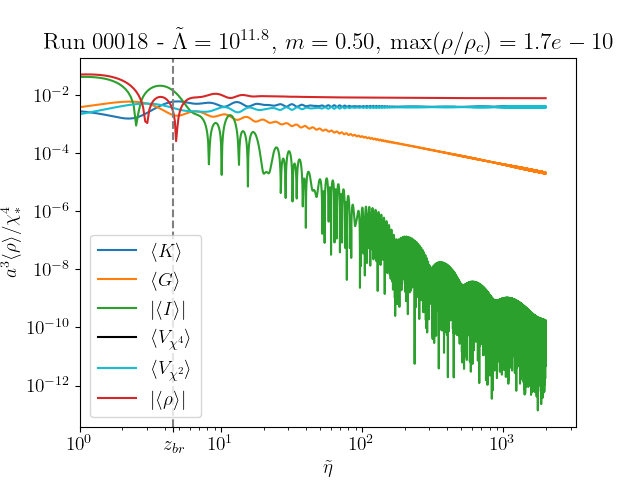 Run 00018 - Λ̃ = 10^11.8, m = 0.50, max(ρ/ρ_c) = 1.7e − 10
a^3⟨ρ⟩/χ_*^4
10^−2
10^−4
10^−6
10^−8
10^−10
10^−12
⟨K⟩
⟨G⟩
|⟨I⟩|
⟨V_χ^4⟩
⟨V_χ^2⟩
|⟨ρ⟩|
10^0 z_br 10^1 10^2 10^3
η̃